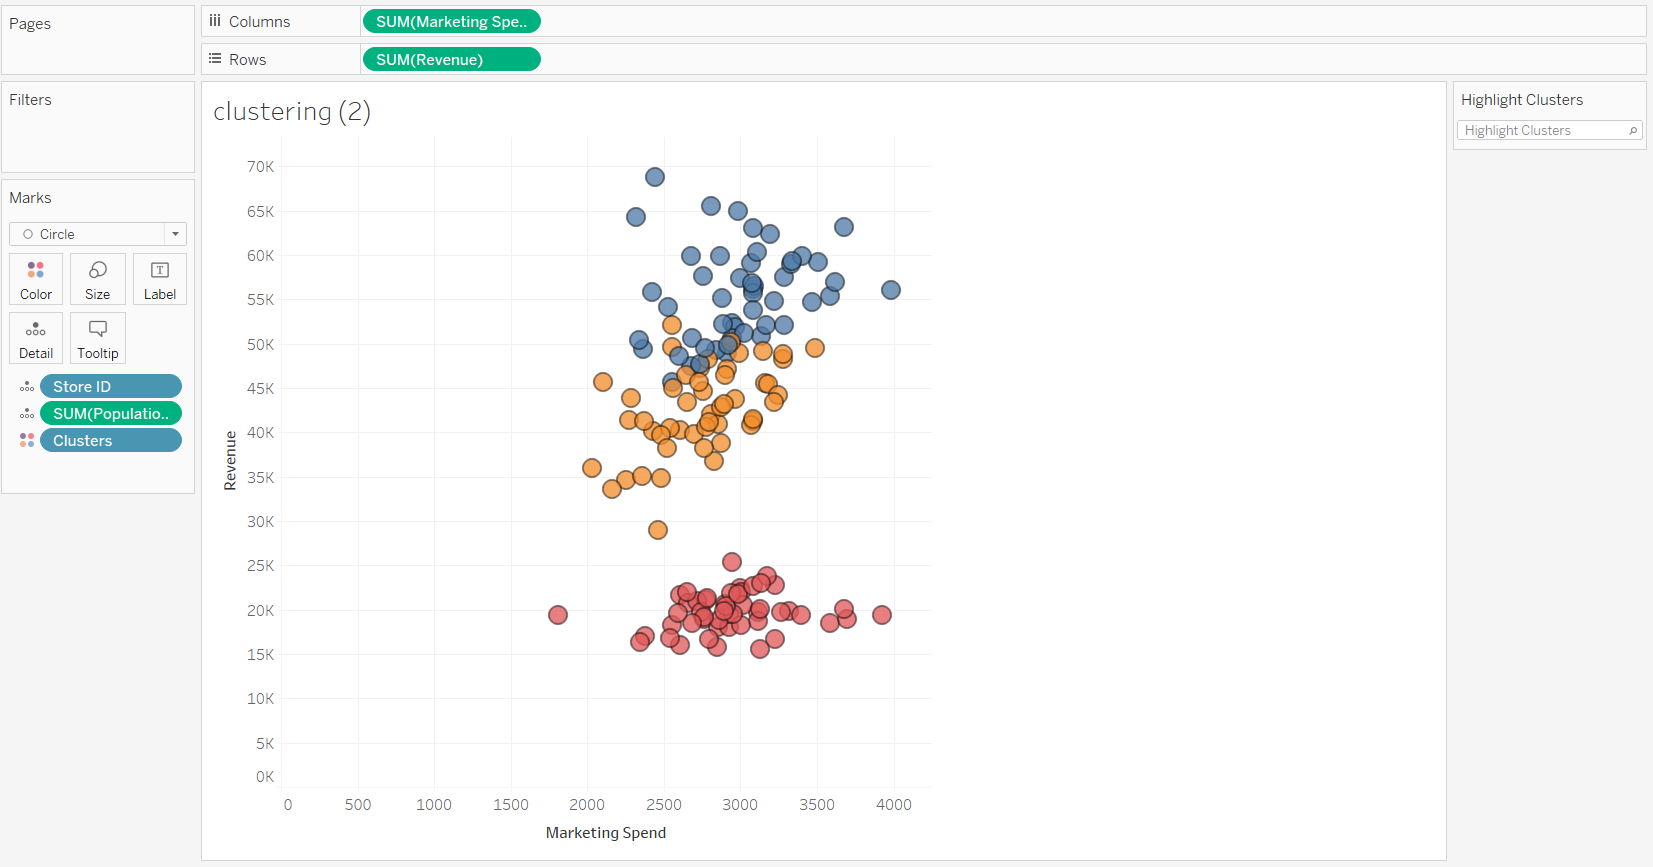 Pages
Columns
SUM(Marketing Spe..
Rows
SUM(Revenue)
Filters
Marks
Circle
Color
Size
Label
Detail
Tooltip
Store ID
SUM(Populatio..
Clusters
clustering (2)
Revenue
70K
65K
60K
55K
50K
45K
40K
35K
30K
25K
20K
15K
10K
5K
0K
0 500 1000 1500 2000 2500 3000 3500 4000
Marketing Spend
Highlight Clusters
Highlight Clusters